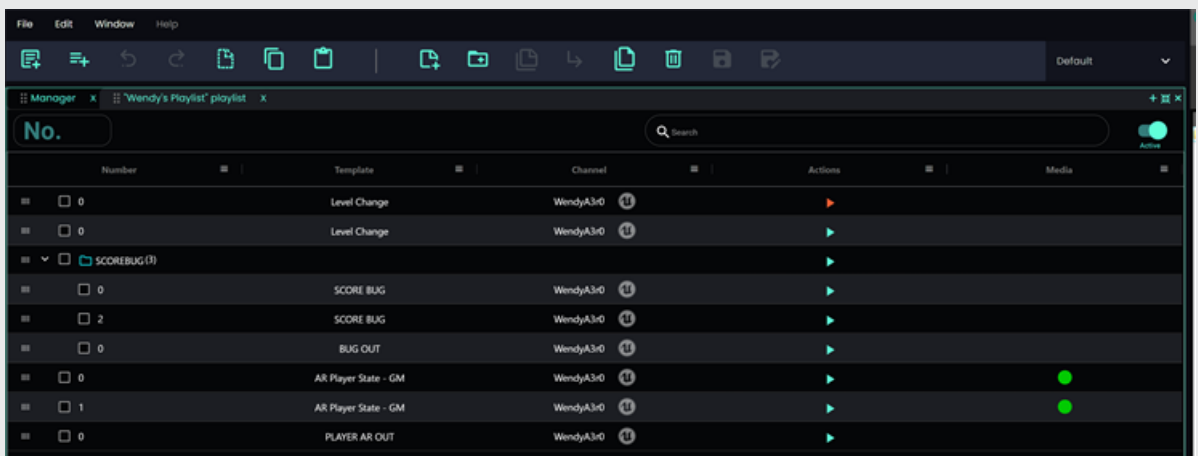 File Edit Window Help
Default
Manager x "Wendy's Playlist" playlist x
No. Search Active
Number Template Channel Actions Media
0 Level Change WendyA3r0
0 Level Change WendyA3r0
SCOREBUG(3)
0 SCORE BUG WendyA3r0
2 SCORE BUG WendyA3r0
0 BUG OUT WendyA3r0
0 AR Player State - GM WendyA3r0
1 AR Player State - GM WendyA3r0
0 PLAYER AR OUT WendyA3r0